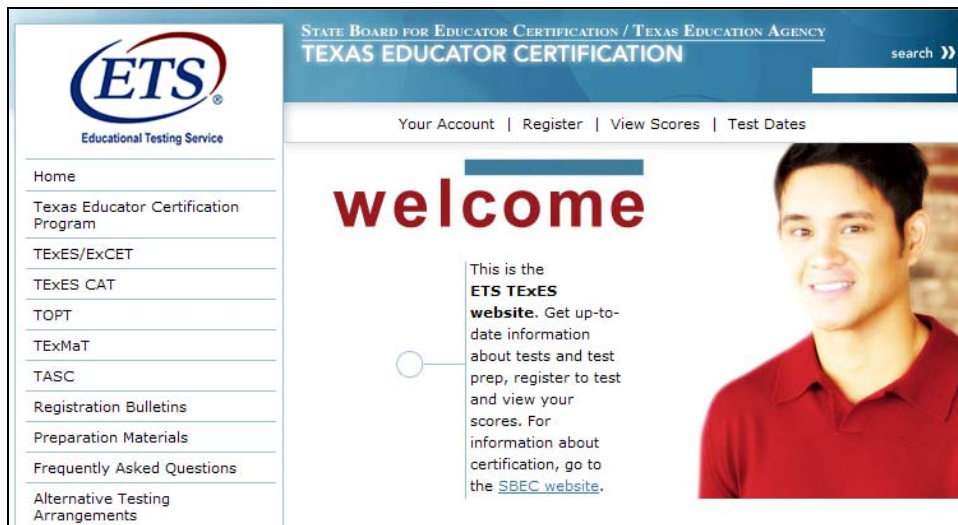 ETS®
Educational Testing Service
Home
Texas Educator Certification
Program
TExES/ExCET
TExES CAT
TOPT
TExMaT
TASC
Registration Bulletins
Preparation Materials
Frequently Asked Questions
Alternative Testing
Arrangements
STATE BOARD FOR EDUCATOR CERTIFICATION / TEXAS EDUCATION AGENCY
TEXAS EDUCATOR CERTIFICATION
search »
Your Account | Register | View Scores | Test Dates
welcome
This is the
ETS TExES
website. Get up-to-
date information
about tests and test
prep, register to test
and view your
scores. For
information about
certification, go to
the SBEC website.